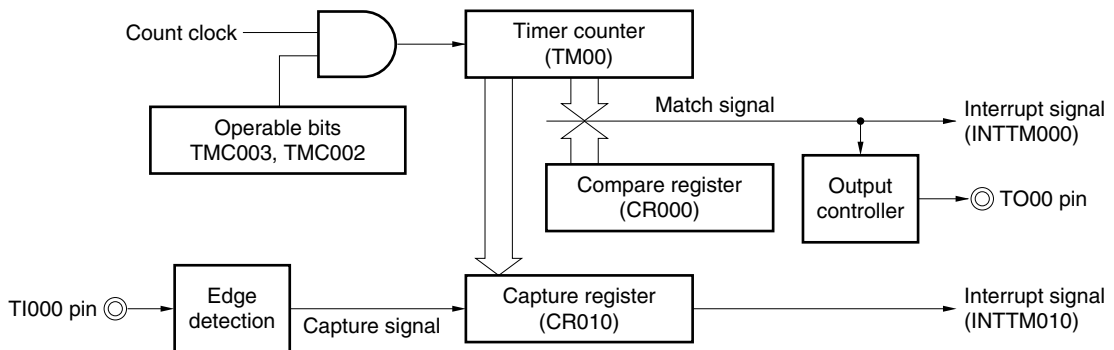 Count clock
Timer counter
(TM00)
Operable bits
TMC003, TMC002
Match signal
Interrupt signal
(INTTM000)
Compare register
(CR000)
Output
controller
TO00 pin
TI000 pin
Edge
detection
Capture signal
Capture register
(CR010)
Interrupt signal
(INTTM010)